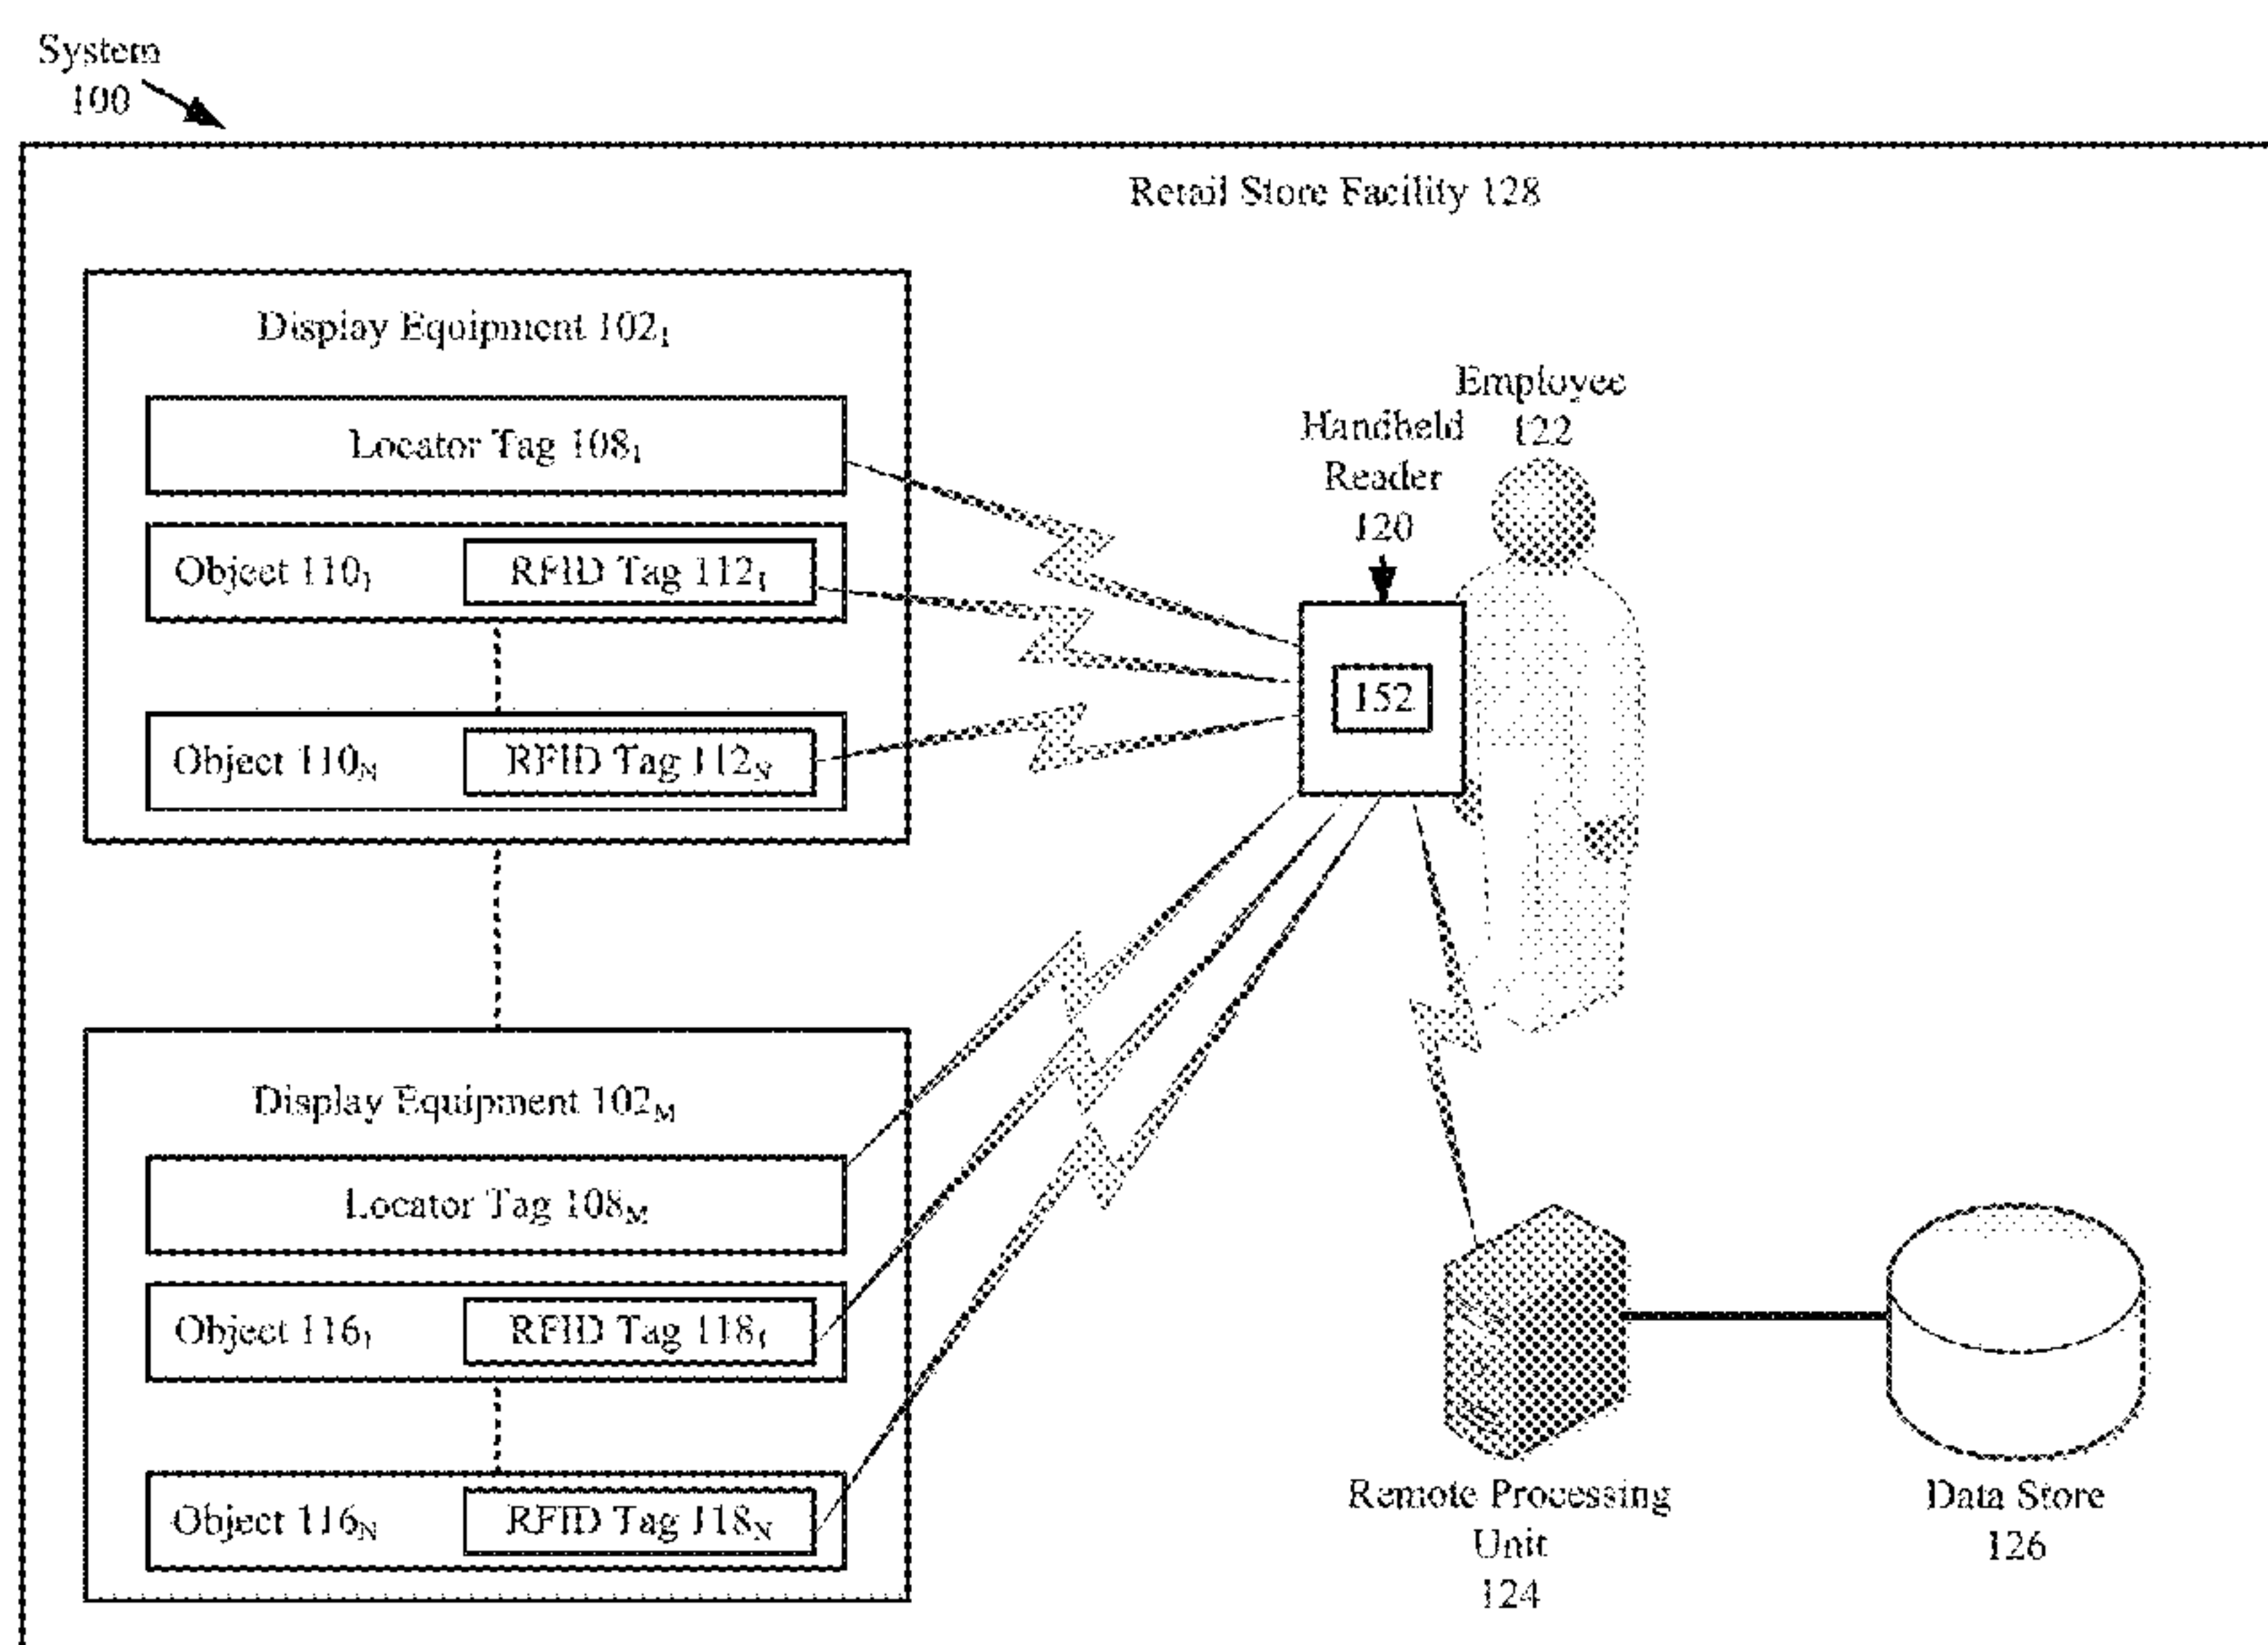 System
100
Retail Store Facility 128
Display Equipment 102₁
Locator Tag 108₁
Object 110₁ RFID Tag 112₁
Object 110ₙ RFID Tag 112ₙ
Employee
122
Handheld
Reader
120
152
Display Equipment 102ₘ
Locator Tag 108ₘ
Object 116₁ RFID Tag 118₁
Object 116ₙ RFID Tag 118ₙ
Remote Processing
Unit
124
Data Store
126